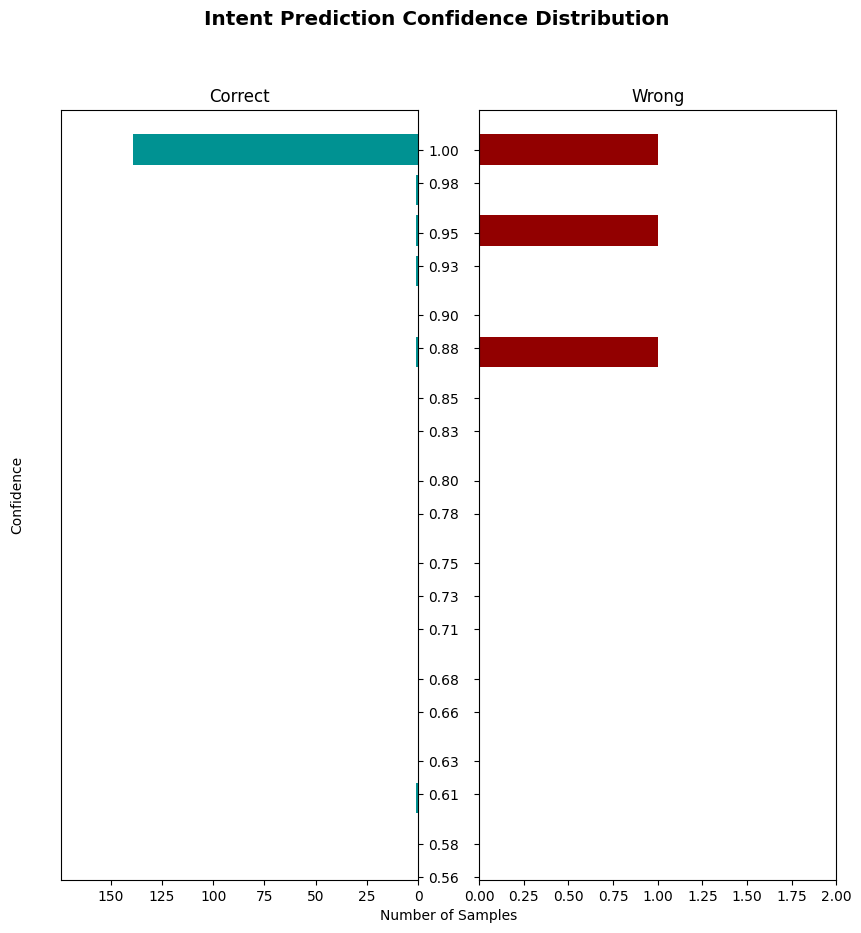 Intent Prediction Confidence Distribution
Correct
Wrong
1.00
0.98
0.95
0.93
0.90
0.88
0.85
0.83
0.80
0.78
0.75
0.73
0.71
0.68
0.66
0.63
0.61
0.58
0.56
Confidence
150 125 100 75 50 25 0
0.00 0.25 0.50 0.75 1.00 1.25 1.50 1.75 2.00
Number of Samples